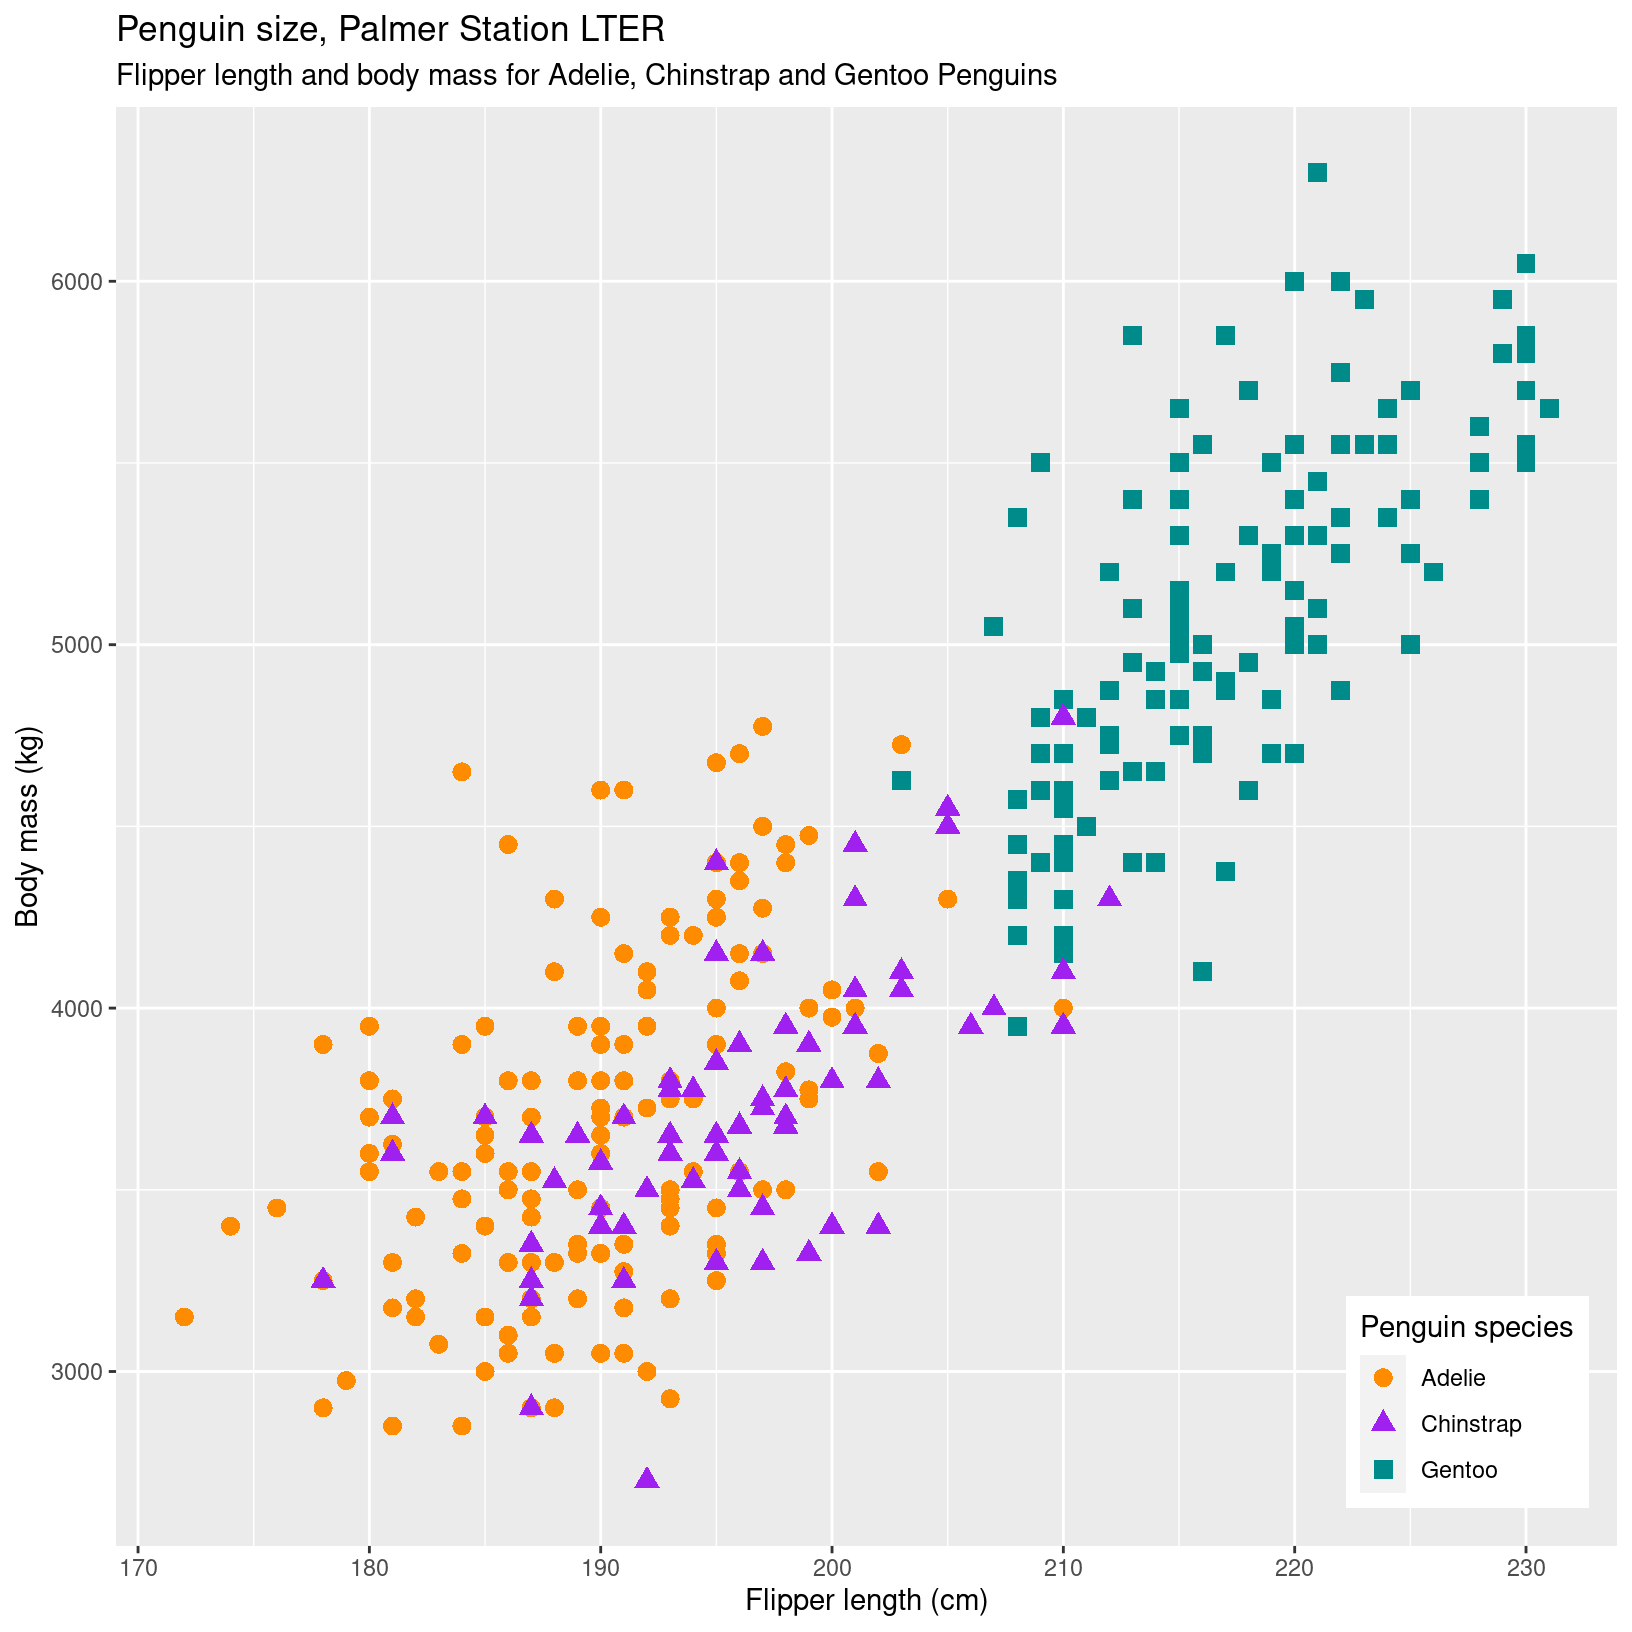 Penguin size, Palmer Station LTER
Flipper length and body mass for Adelie, Chinstrap and Gentoo Penguins
6000
5000
4000
3000
Body mass (kg)
Penguin species
Adelie
Chinstrap
Gentoo
170 180 190 200 210 220 230
Flipper length (cm)